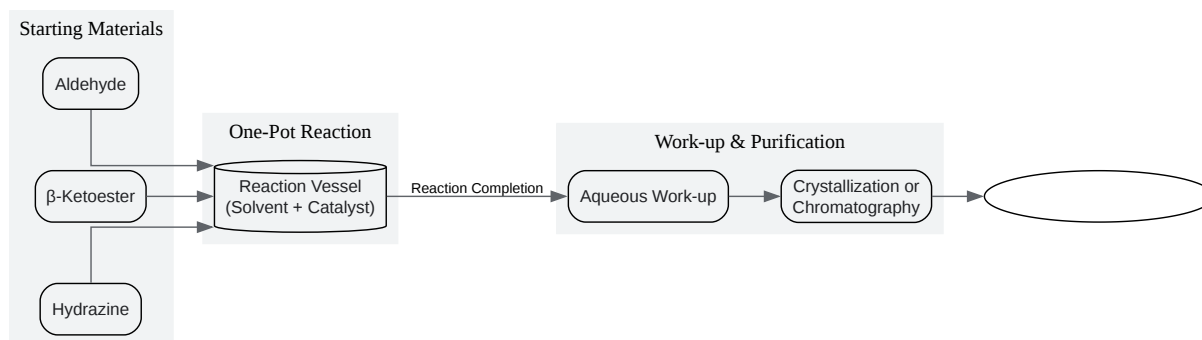 Starting Materials
Aldehyde
β-Ketoester
Hydrazine
One-Pot Reaction
Reaction Vessel
(Solvent + Catalyst)
Reaction Completion
Work-up & Purification
Aqueous Work-up
Crystallization or
Chromatography